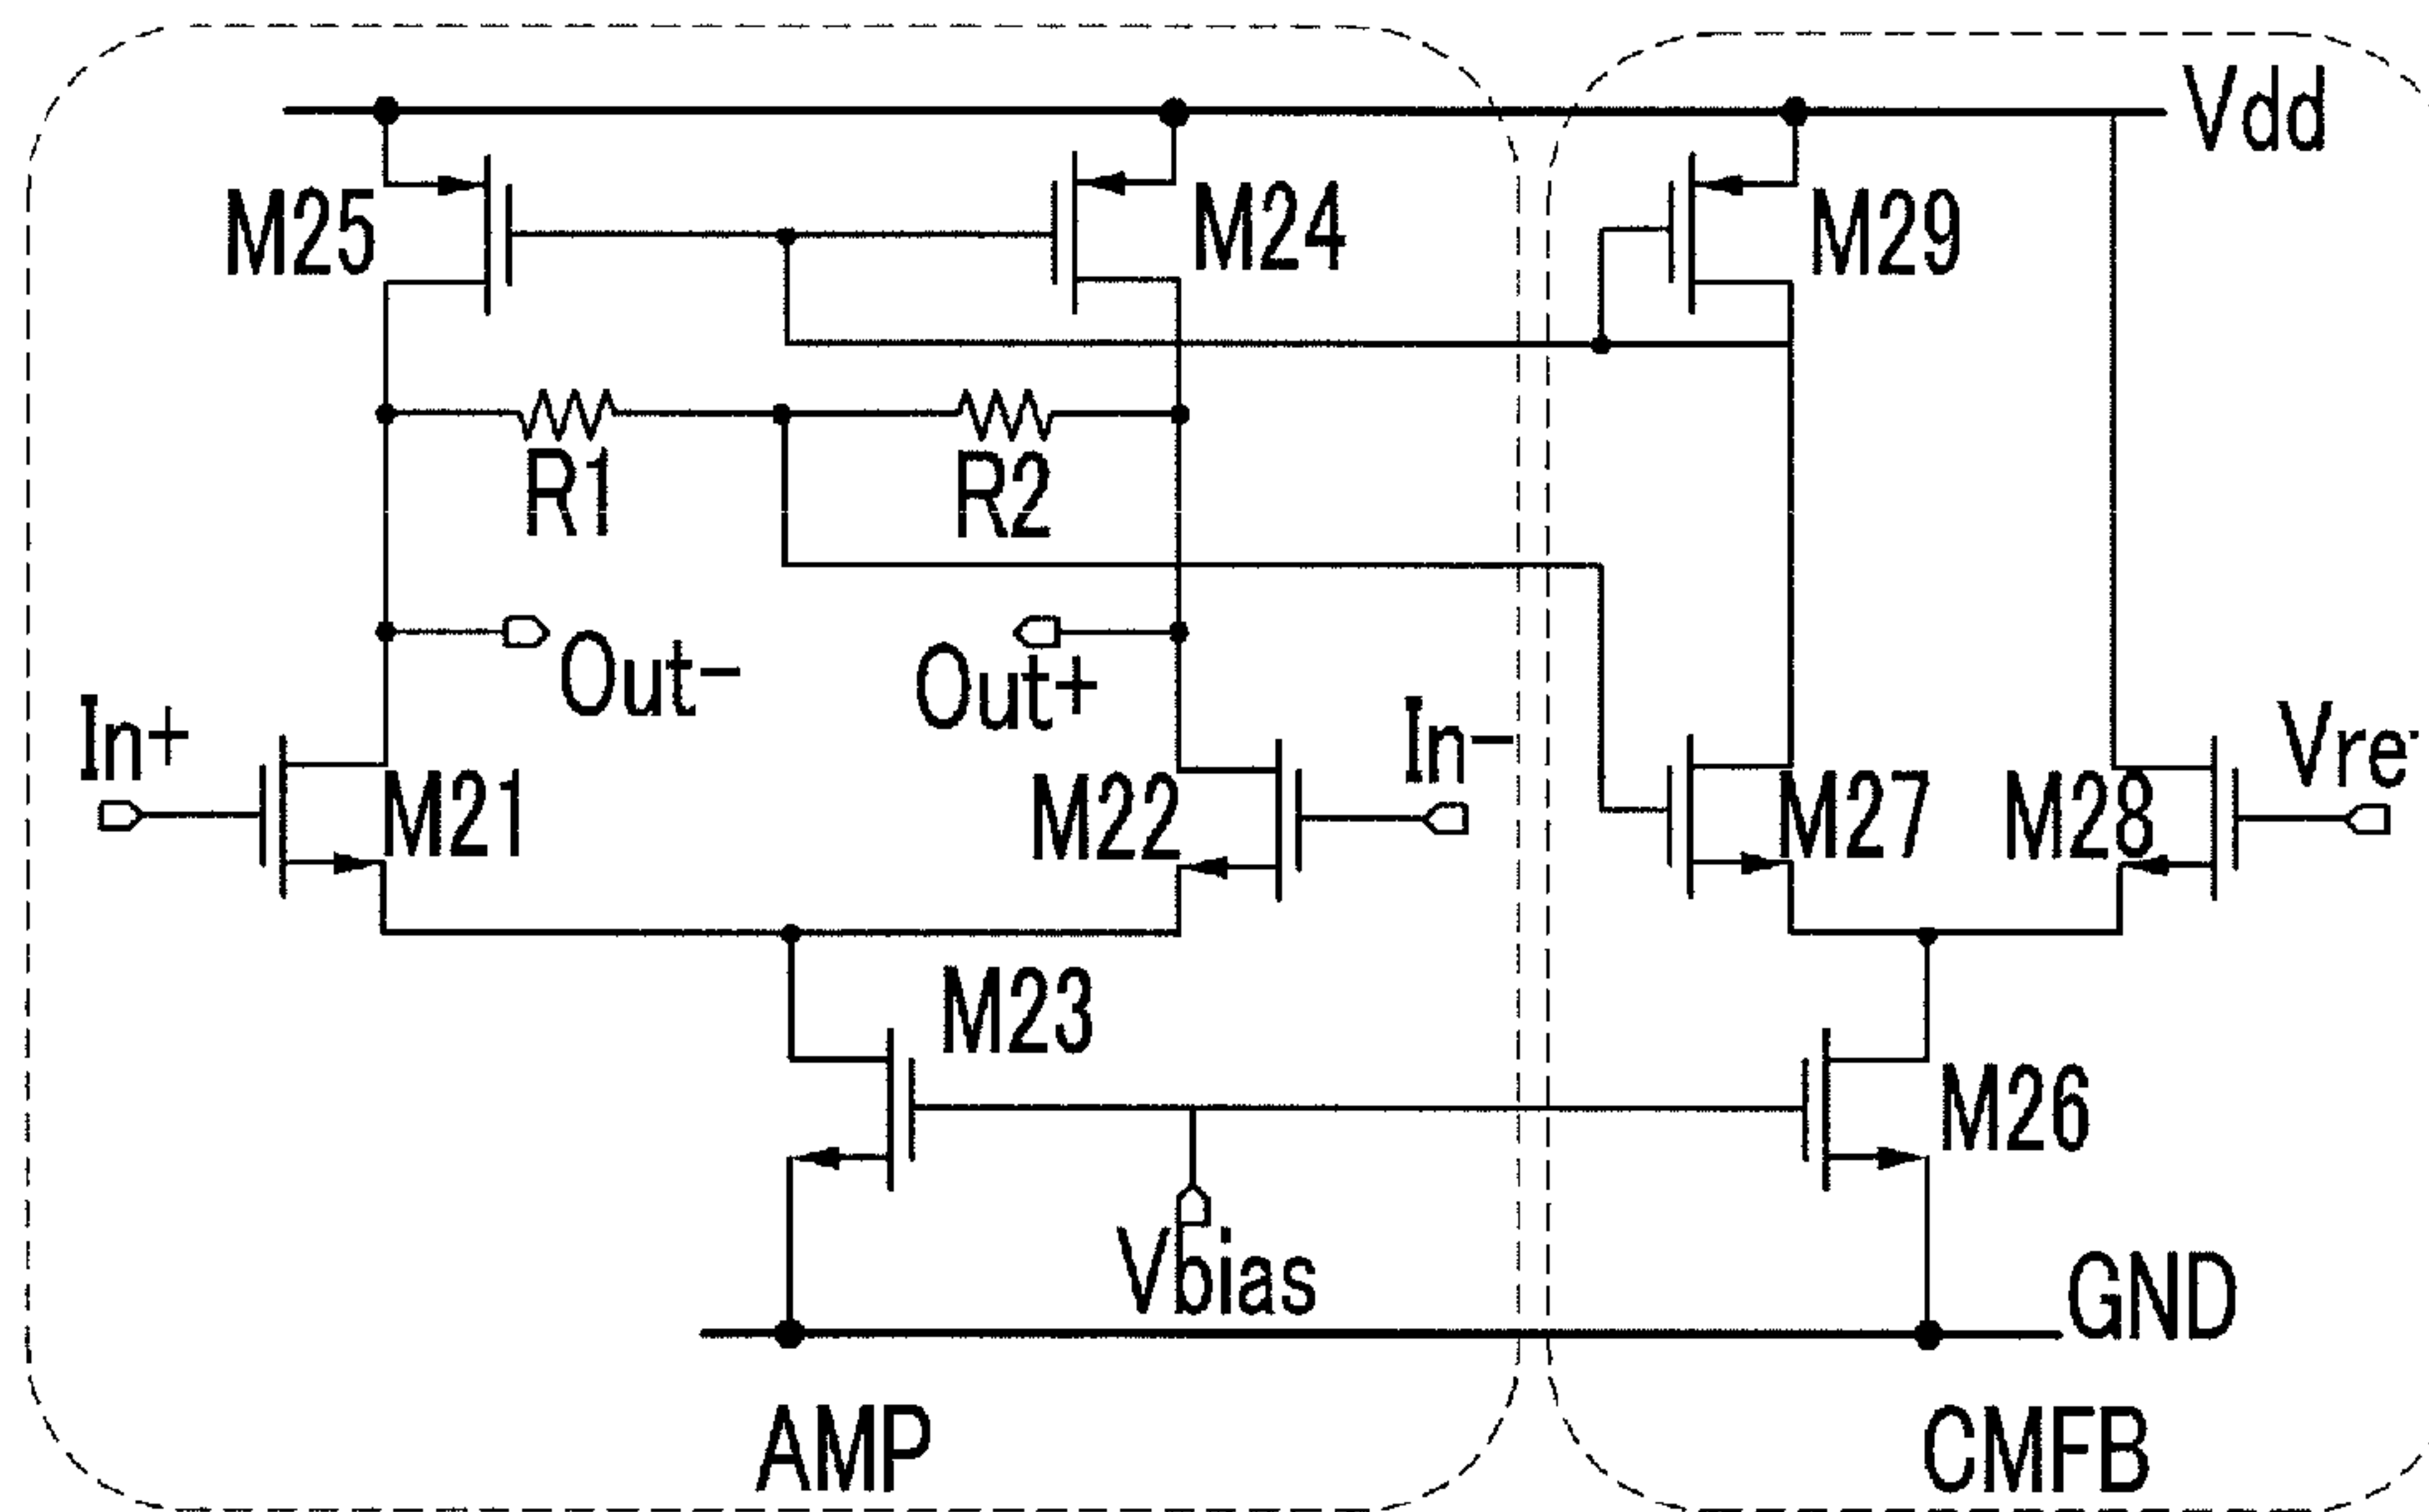 Vdd
M25
M24
M29
R1
R2
Out-
Out+
In+
In-
M21
M22
M27
M28
M23
M26
Vbias
GND
AMP
CMFB